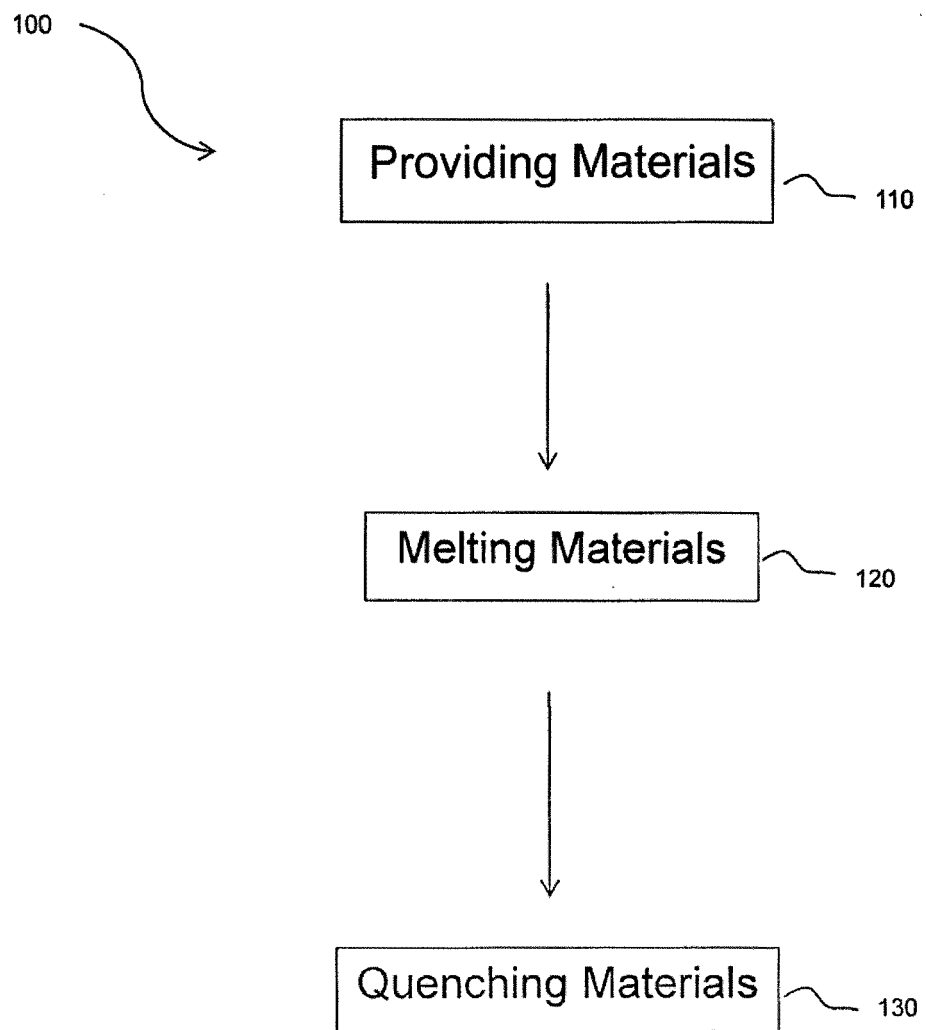 100
Providing Materials
110
Melting Materials
120
Quenching Materials
130